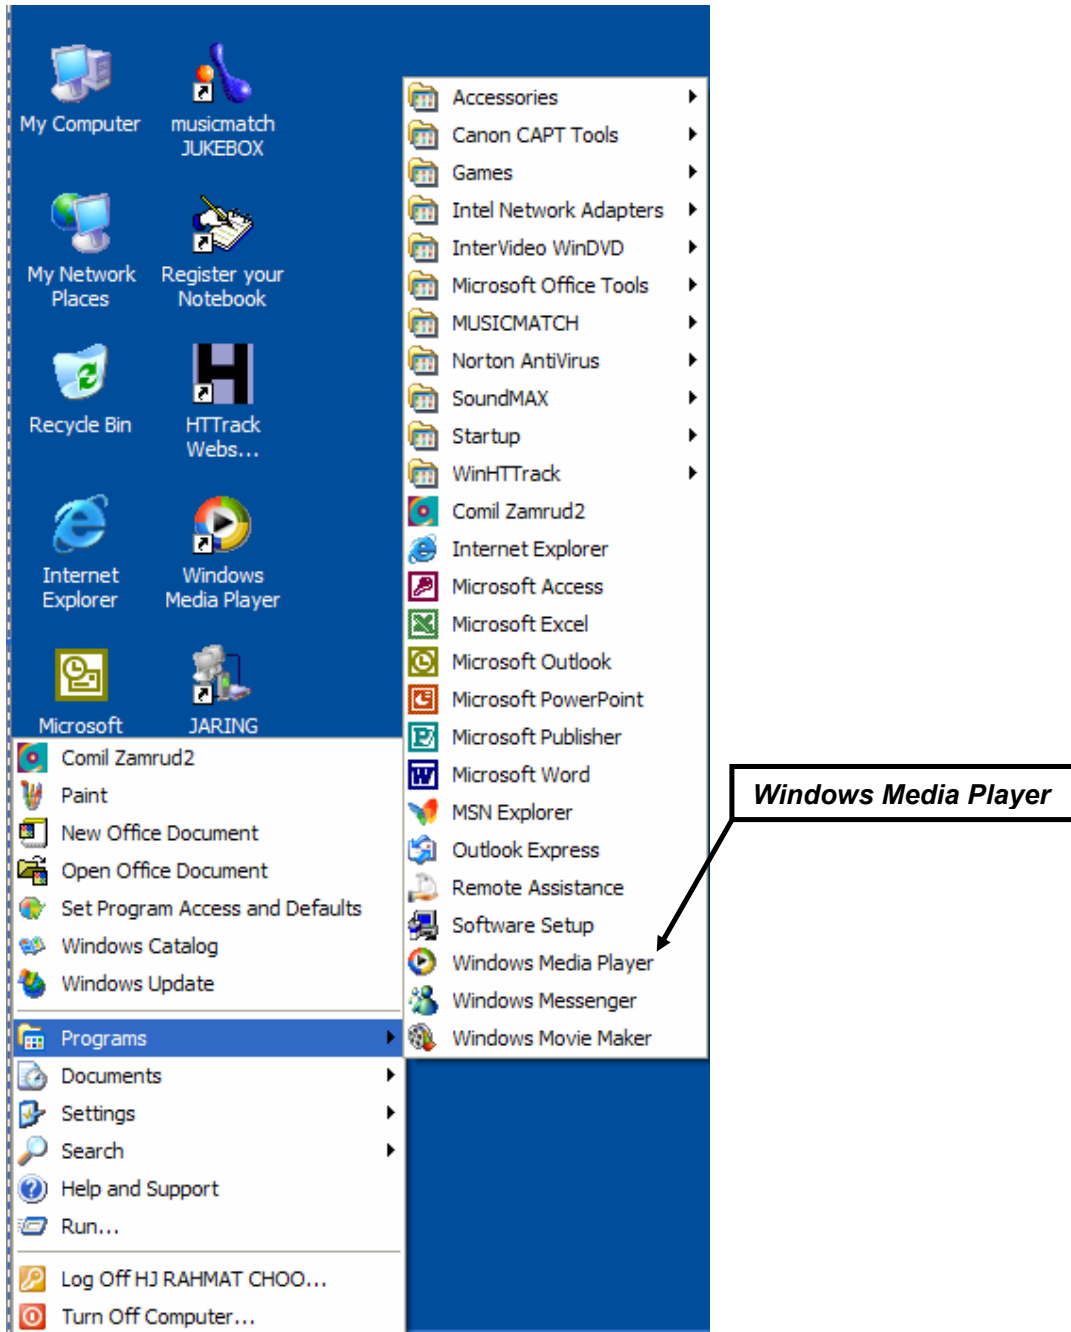 My Computer
musicmatch
JUKEBOX
My Network
Places
Register your
Notebook
Recycle Bin
HTTrack
Webs...
Internet
Explorer
Windows
Media Player
Microsoft
JARING
Comil Zamrud2
Paint
New Office Document
Open Office Document
Set Program Access and Defaults
Windows Catalog
Windows Update
Programs
Documents
Settings
Search
Help and Support
Run...
Log Off HJ RAHMAT CHOO...
Turn Off Computer...
Accessories
Canon CAPT Tools
Games
Intel Network Adapters
InterVideo WinDVD
Microsoft Office Tools
MUSICMATCH
Norton AntiVirus
SoundMAX
Startup
WinHTTrack
Comil Zamrud2
Internet Explorer
Microsoft Access
Microsoft Excel
Microsoft Outlook
Microsoft PowerPoint
Microsoft Publisher
Microsoft Word
MSN Explorer
Outlook Express
Remote Assistance
Software Setup
Windows Media Player
Windows Messenger
Windows Movie Maker
Windows Media Player